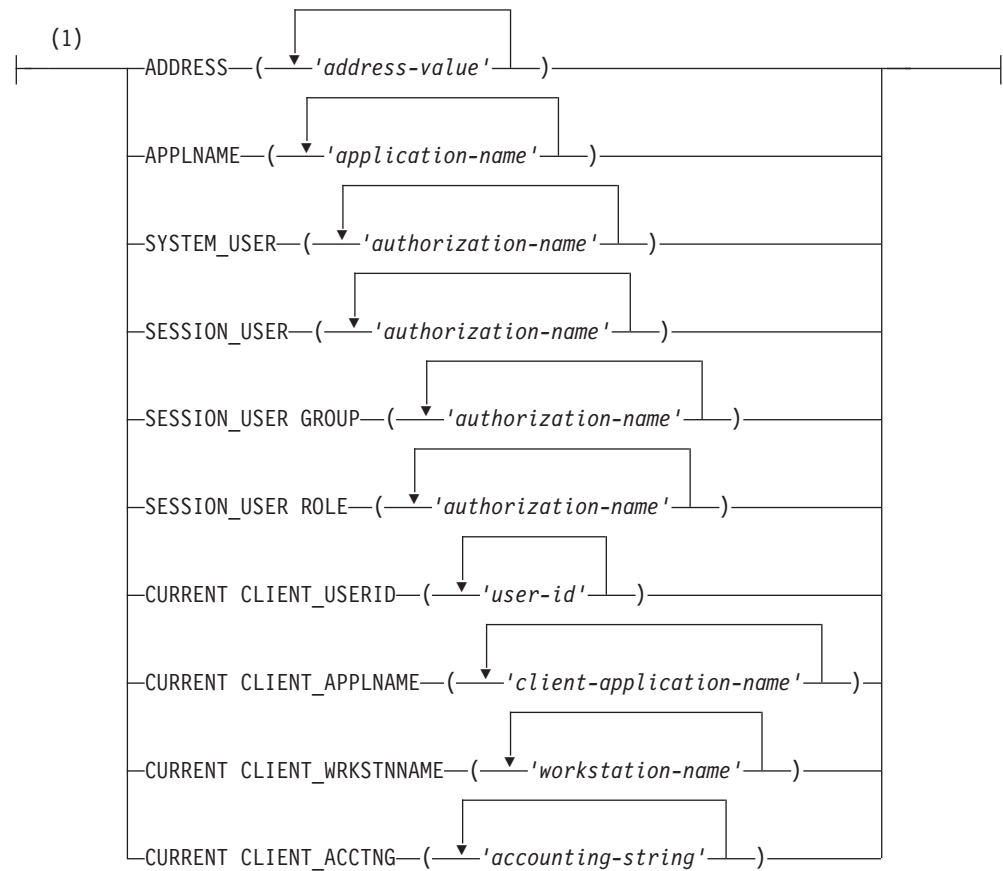 (1)
ADDRESS ( 'address-value' )
APPLNAME ( 'application-name' )
SYSTEM_USER ( 'authorization-name' )
SESSION_USER ( 'authorization-name' )
SESSION_USER GROUP ( 'authorization-name' )
SESSION_USER ROLE ( 'authorization-name' )
CURRENT CLIENT_USERID ( 'user-id' )
CURRENT CLIENT_APPLNAME ( 'client-application-name' )
CURRENT CLIENT_WRKSTNNAME ( 'workstation-name' )
CURRENT CLIENT_ACCTNG ( 'accounting-string' )